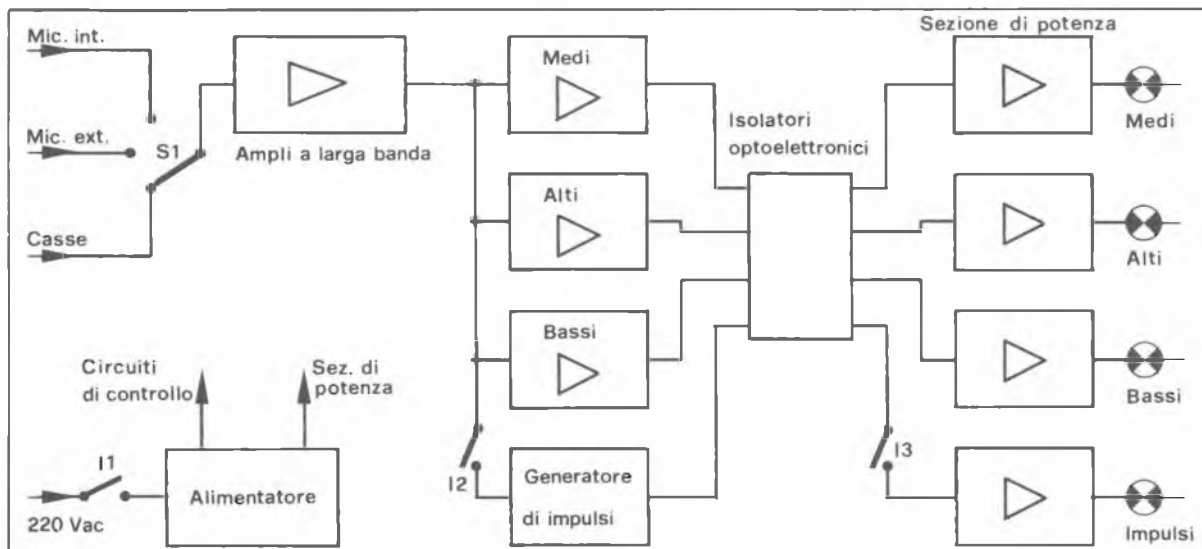 Mic. int.
Mic. ext.
S1
Casse
Ampli a larga banda
Medi
Alti
Bassi
Isolatori
optoelettronici
Sezione di potenza
Medi
Alti
Bassi
Impulsi
Circuiti
di controllo
Sez. di
potenza
I1
220 Vac
Alimentatore
I2
Generatore
di impulsi
I3